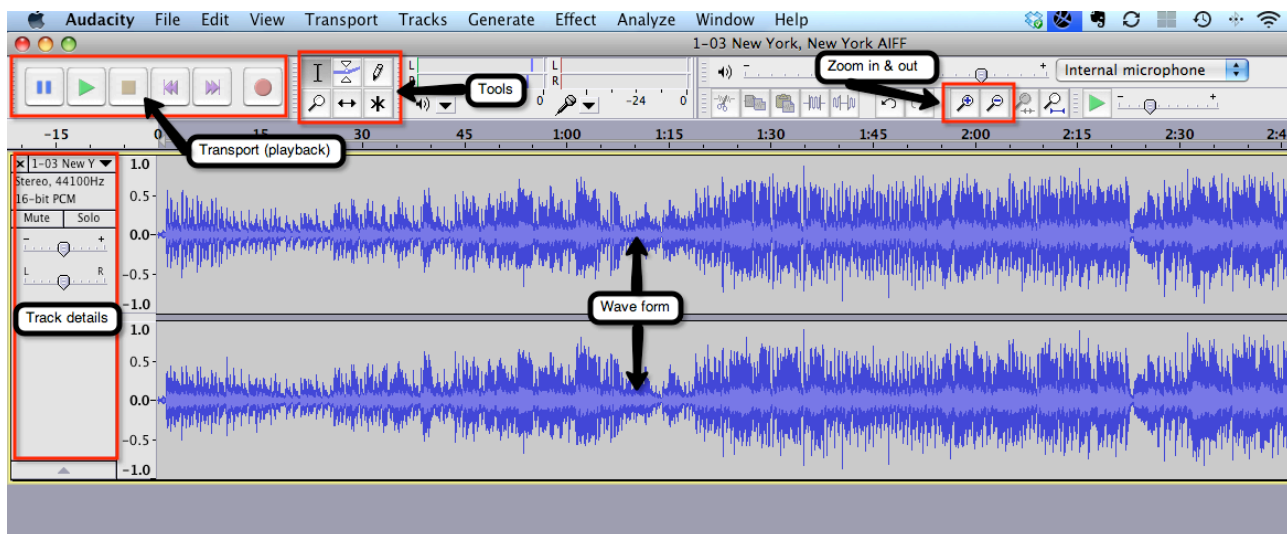 Audacity File Edit View Transport Tracks Generate Effect Analyze Window Help
1-03 New York, New York AIFF
Zoom in & out
Internal microphone
L
R
Tools
0
L
R
-24 0
-15 0 15 30 45 1:00 1:15 1:30 1:45 2:00 2:15 2:30 2:4
Transport (playback)
1-03 New Y
Stereo, 44100Hz
16-bit PCM
Mute Solo
- +
L R
Track details
1.0
0.5-
0.0-
-0.5-
-1.0
Wave form
1.0
0.5-
0.0-
-0.5-
-1.0